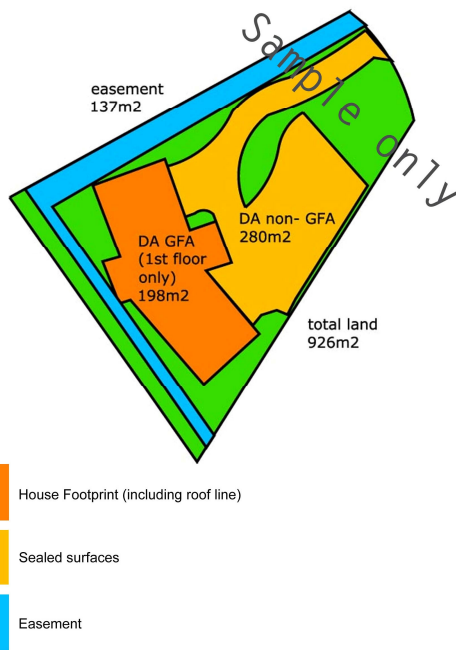 Sample only
easement
137m2
DA non- GFA
280m2
DA GFA
(1st floor
only)
198m2
total land
926m2
House Footprint (including roof line)
Sealed surfaces
Easement